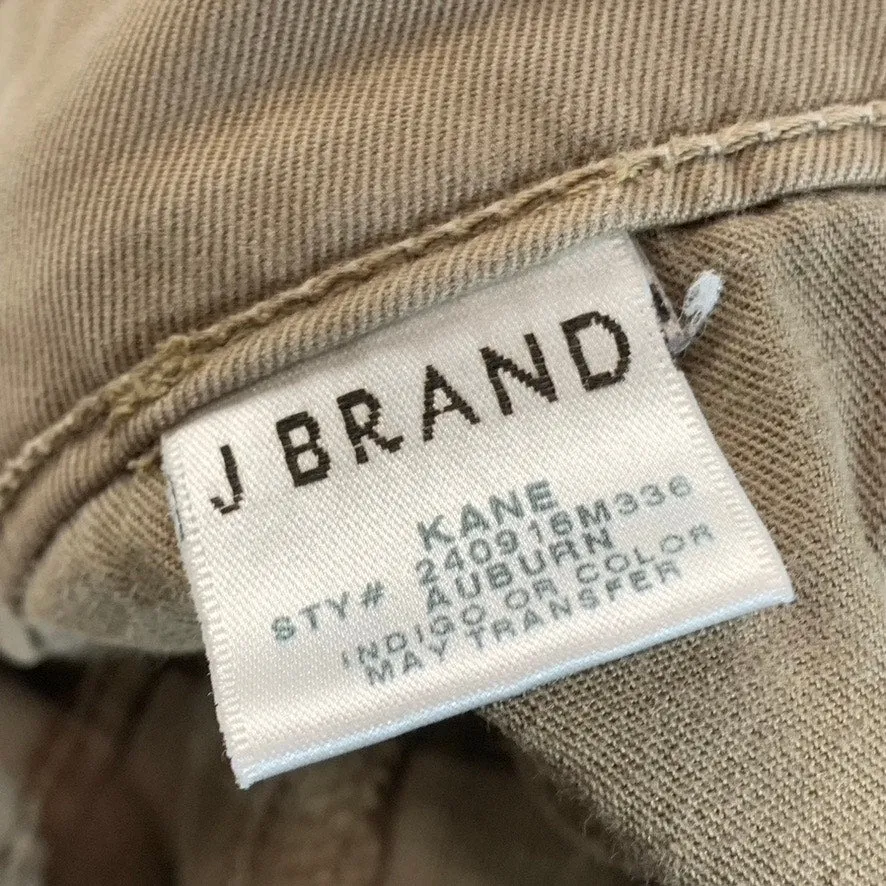 J BRAND
KANE
STY# 240916M336
AUBURN
INDIGO OR COLOR
MAY TRANSFER